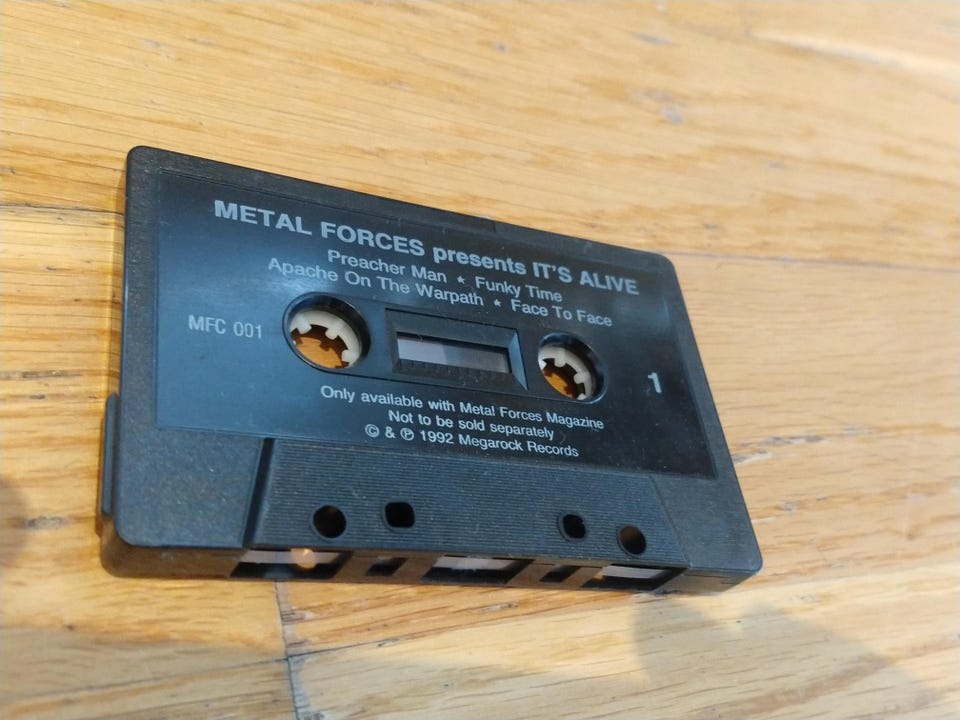 METAL FORCES presents IT'S ALIVE
Preacher Man ★ Funky Time
Apache On The Warpath ★ Face To Face
MFC 001
1
Only available with Metal Forces Magazine
Not to be sold separately
© & ℗ 1992 Megarock Records